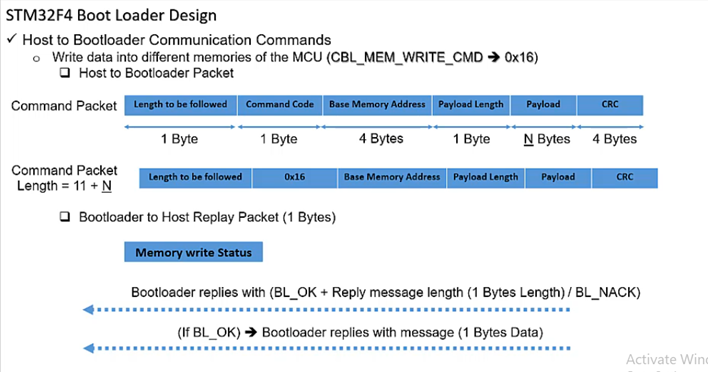 STM32F4 Boot Loader Design
✓ Host to Bootloader Communication Commands
o Write data into different memories of the MCU (CBL_MEM_WRITE_CMD ➔ 0x16)
❑ Host to Bootloader Packet
Command Packet Length to be followed Command Code Base Memory Address Payload Length Payload CRC
1 Byte 1 Byte 4 Bytes 1 Byte N Bytes 4 Bytes
Command Packet
Length = 11 + N
Length to be followed 0x16 Base Memory Address Payload Length Payload CRC
❑ Bootloader to Host Replay Packet (1 Bytes)
Memory write Status
Bootloader replies with (BL_OK + Reply message length (1 Bytes Length) / BL_NACK)
(If BL_OK) ➔ Bootloader replies with message (1 Bytes Data)
Activate Wind